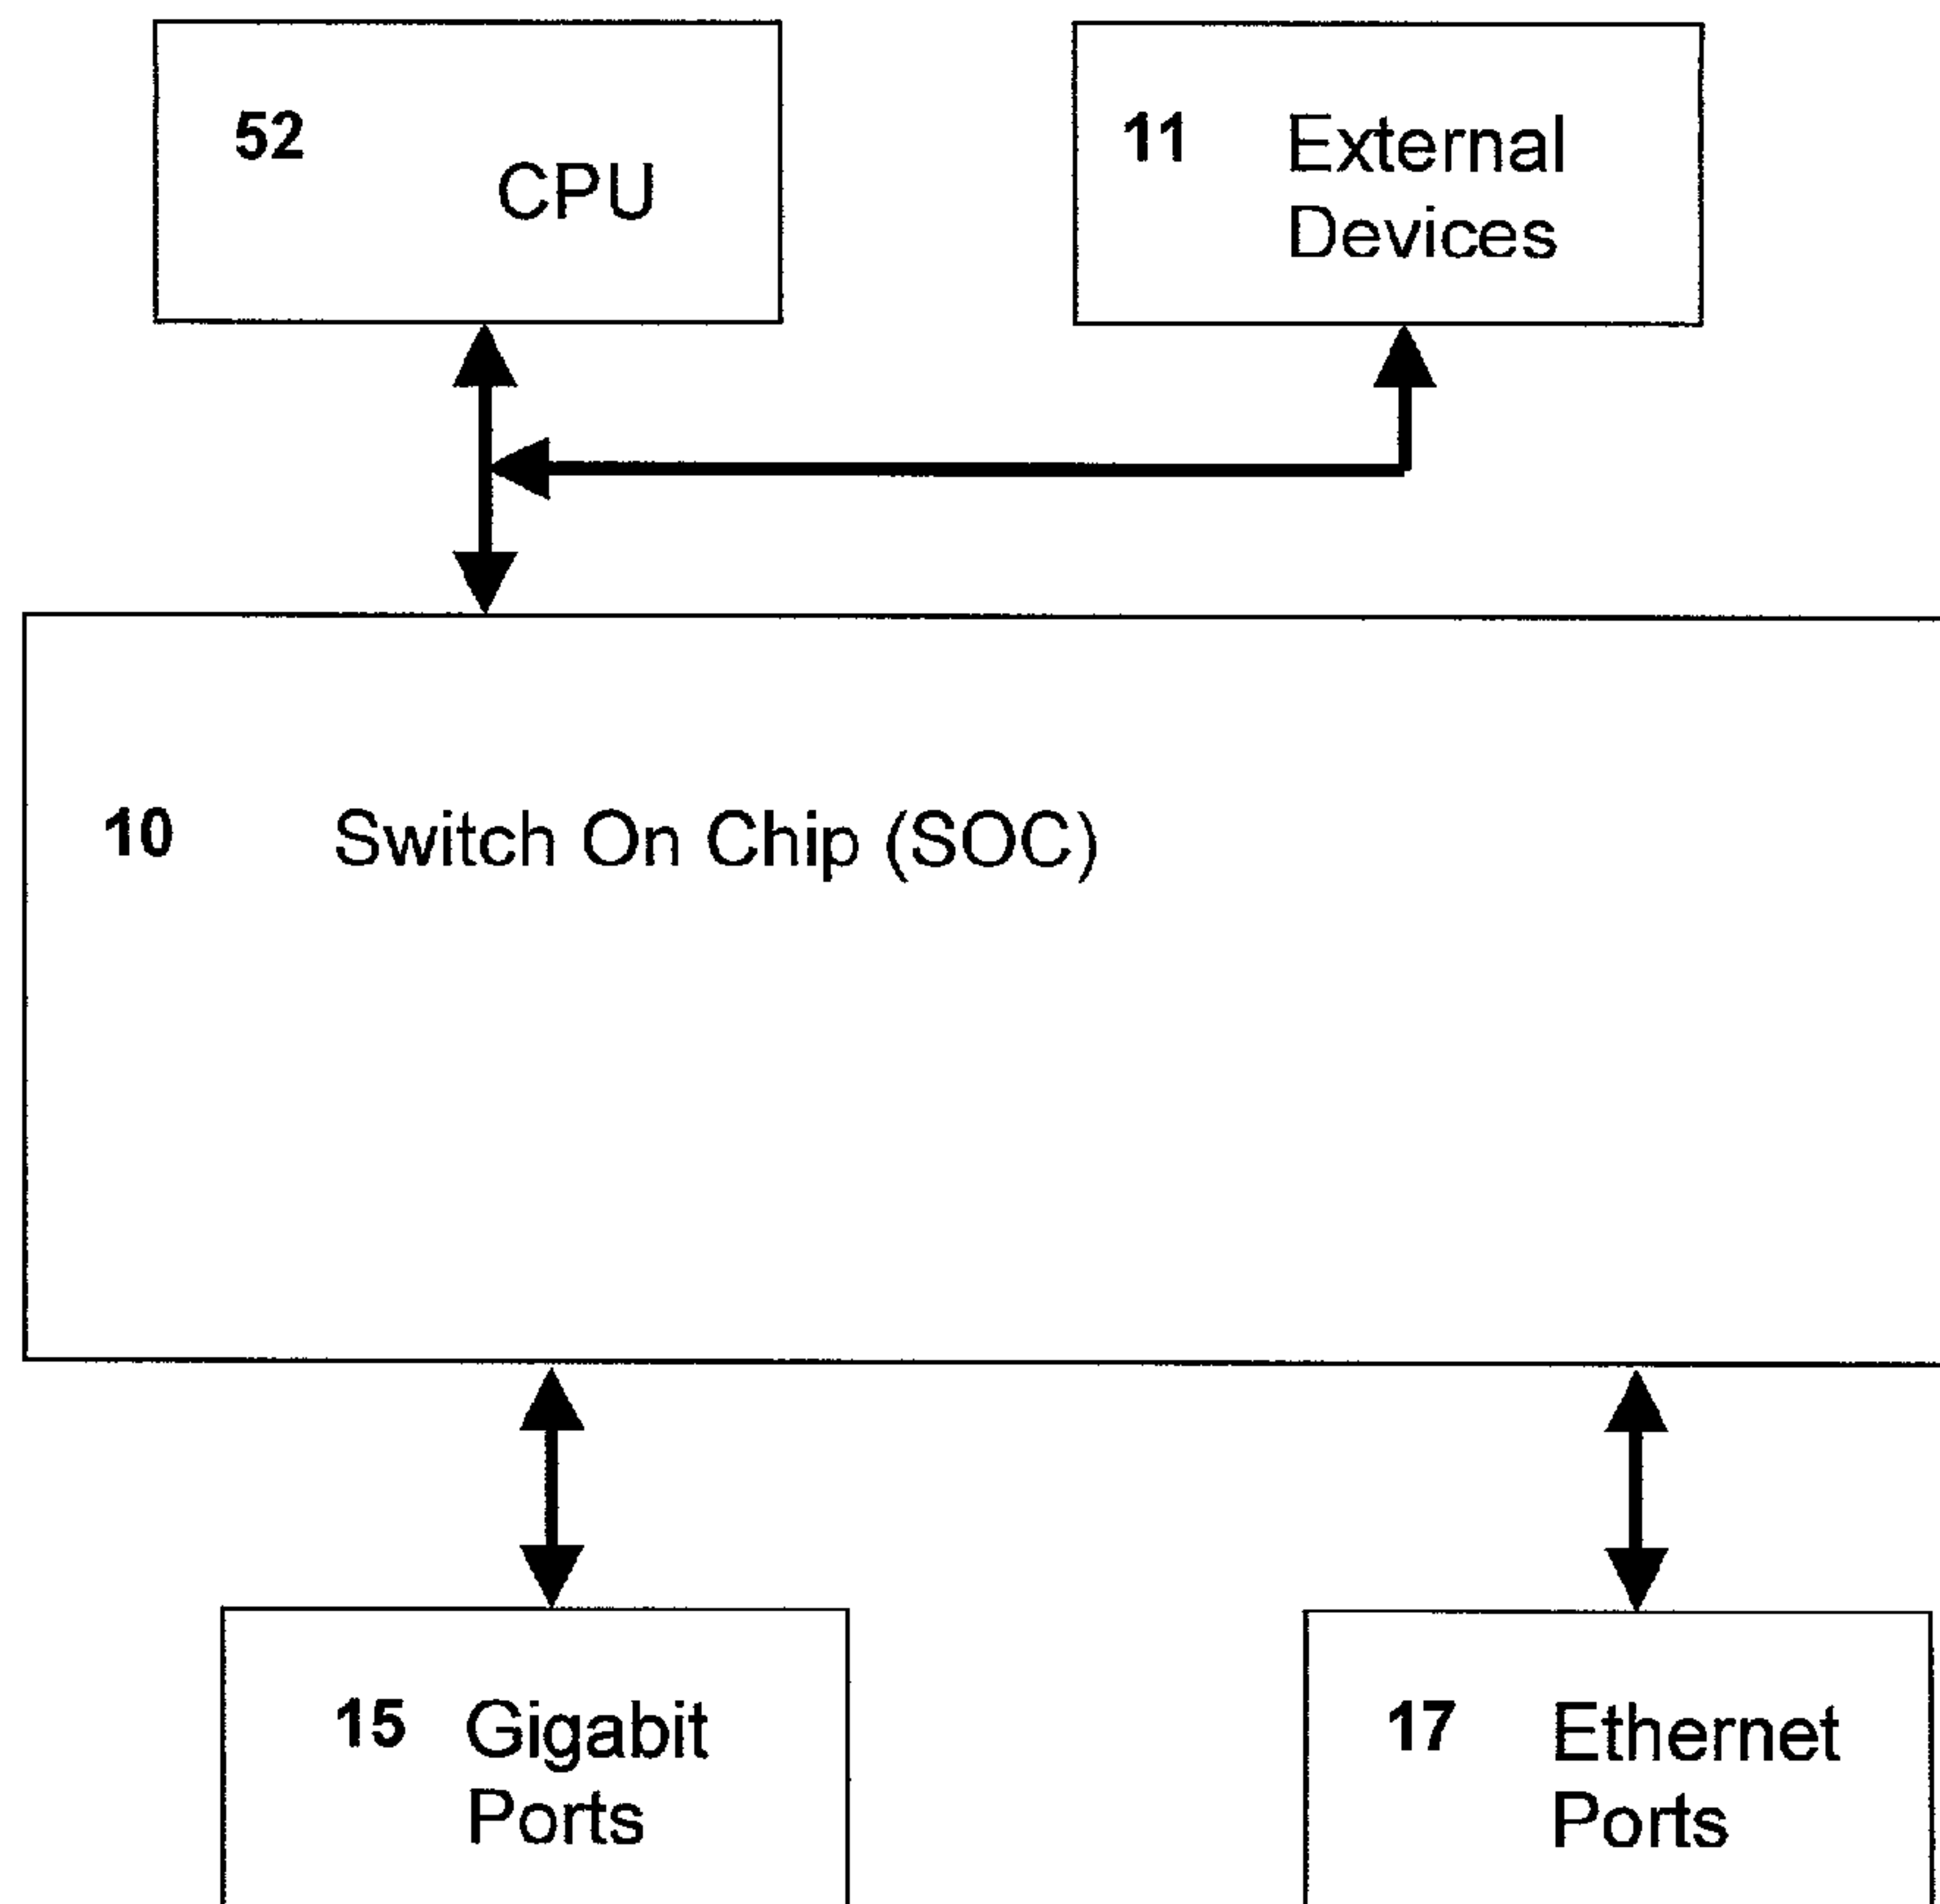 52
CPU
11 External
Devices
10 Switch On Chip (SOC)
15 Gigabit
Ports
17 Ethernet
Ports